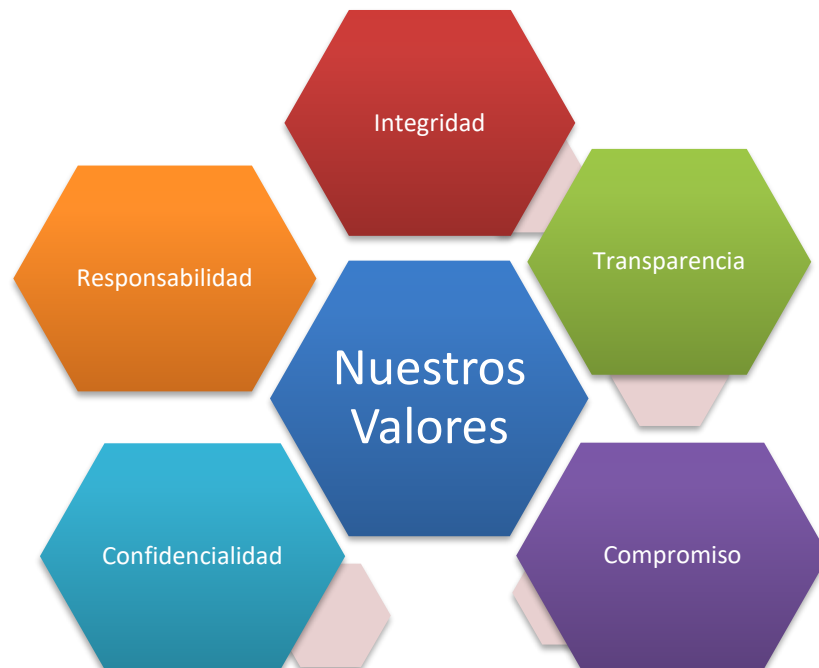 Integridad
Transparencia
Responsabilidad
Nuestros
Valores
Confidencialidad
Compromiso